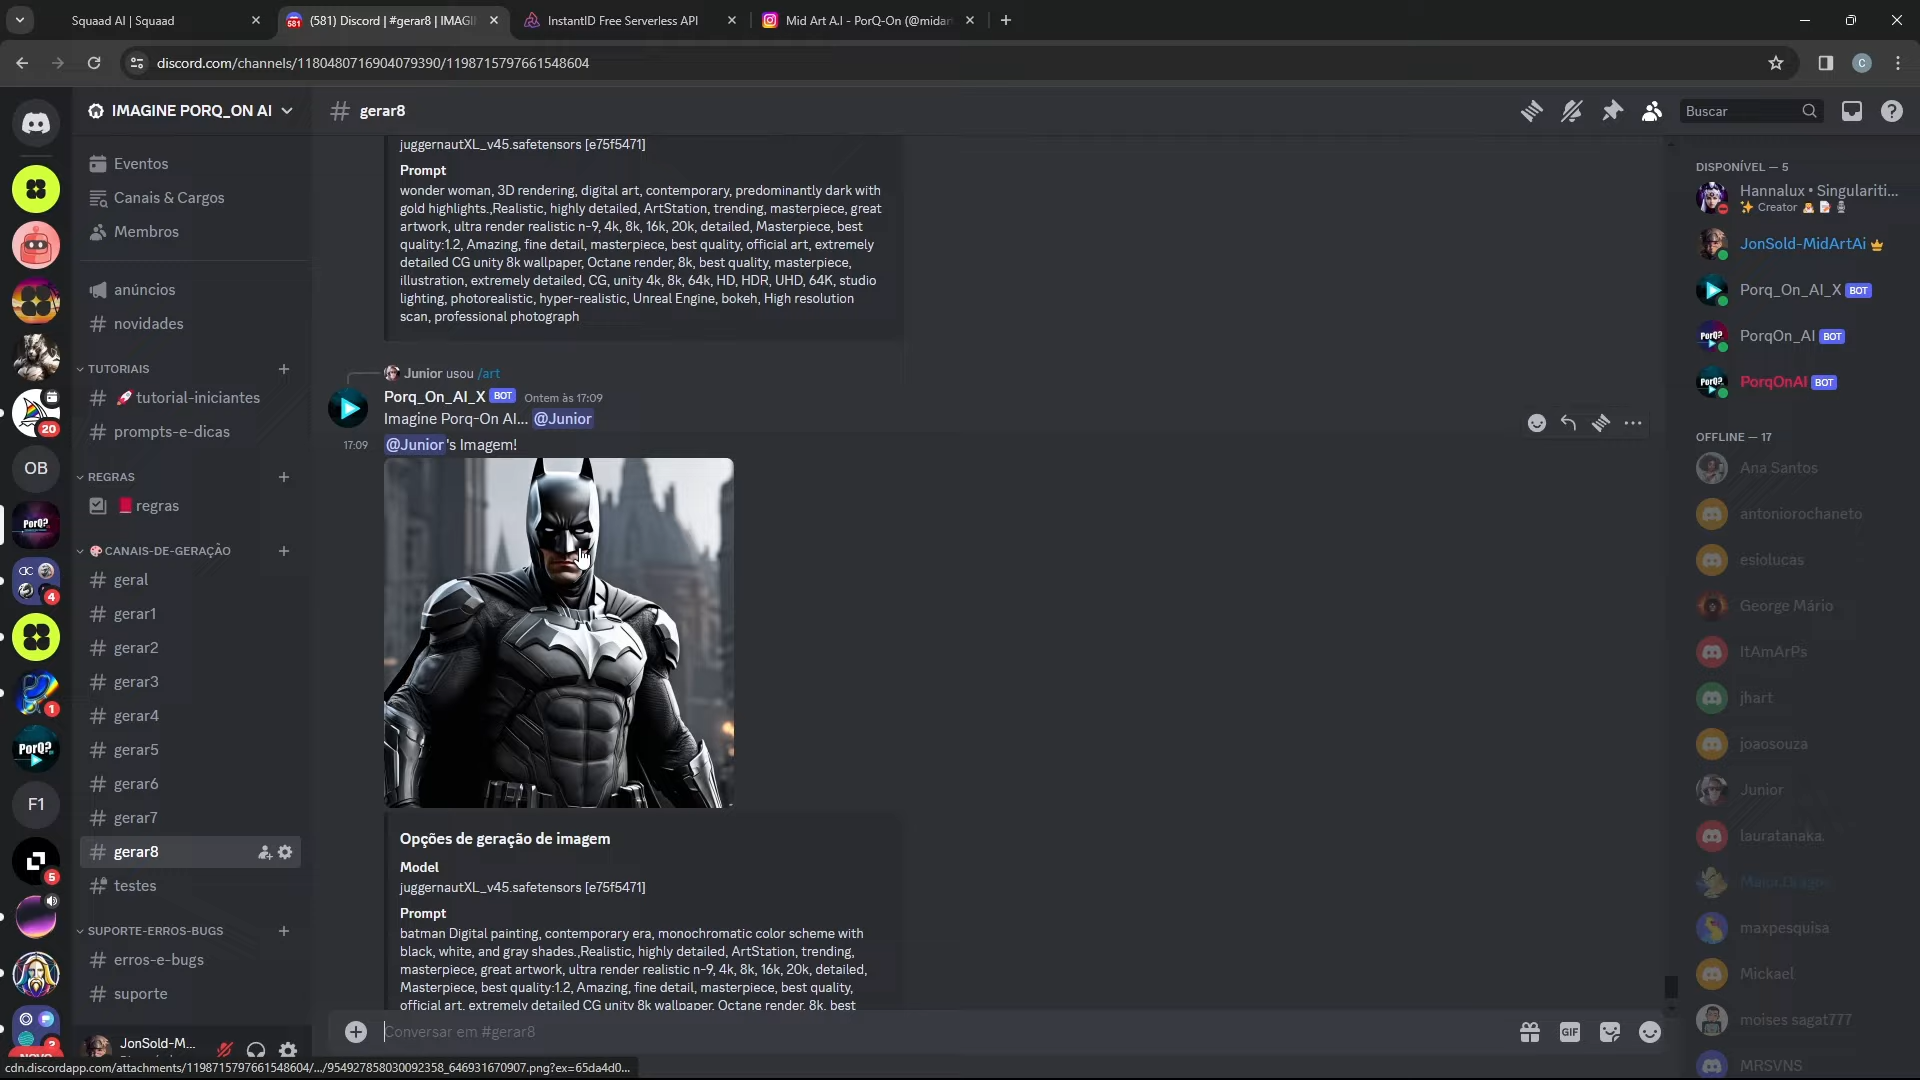 Squaad AI | Squaad
(581) Discord | #gerar8 | IMAGI
InstantID Free Serverless API
Mid Art A.I - PorQ-On (@midar
discord.com/channels/1180480716904079390/1198715797661548604
IMAGINE PORQ_ON AI
Eventos
Canais & Cargos
Membros
anúncios
novidades
TUTORIAIS
tutorial-iniciantes
prompts-e-dicas
REGRAS
regras
CANAIS-DE-GERAÇÃO
geral
gerar1
gerar2
gerar3
gerar4
gerar5
gerar6
gerar7
gerar8
testes
SUPORTE-ERROS-BUGS
erros-e-bugs
suporte
JonSold-M...
20
OB
PorQ?
4
1
PorQ?
F1
5
2
NOVO
gerar8
Buscar
juggernautXL_v45.safetensors [e75f5471]
Prompt
wonder woman, 3D rendering, digital art, contemporary, predominantly dark with
gold highlights.,Realistic, highly detailed, ArtStation, trending, masterpiece, great
artwork, ultra render realistic n-9, 4k, 8k, 16k, 20k, detailed, Masterpiece, best
quality:1.2, Amazing, fine detail, masterpiece, best quality, official art, extremely
detailed CG unity 8k wallpaper, Octane render, 8k, best quality, masterpiece,
illustration, extremely detailed, CG, unity 4k, 8k, 64k, HD, HDR, UHD, 64K, studio
lighting, photorealistic, hyper-realistic, Unreal Engine, bokeh, High resolution
scan, professional photograph
Junior usou /art
Porq_On_AI_X BOT Ontem às 17:09
Imagine Porq-On AI... @Junior
17:09 @Junior's Imagem!
Opções de geração de imagem
Model
juggernautXL_v45.safetensors [e75f5471]
Prompt
batman Digital painting, contemporary era, monochromatic color scheme with
black, white, and gray shades.,Realistic, highly detailed, ArtStation, trending,
masterpiece, great artwork, ultra render realistic n-9, 4k, 8k, 16k, 20k, detailed,
Masterpiece, best quality:1.2, Amazing, fine detail, masterpiece, best quality,
official art, extremely detailed CG unity 8k wallpaper, Octane render, 8k, best
Conversar em #gerar8
GIF
DISPONÍVEL — 5
Hannalux • Singulariti...
Creator
JonSold-MidArtAi
Porq_On_AI_X BOT
PorqOn_AI BOT
PorqOnAI BOT
OFFLINE — 17
Ana Santos
antoniorochaneto
esiolucas
George Mário
ItAmArPs
jhart
joaosouza
Junior
lauratanaka.
maxpesquisa
Mickael
moises sagat777
MRSVNS
cdn.discordapp.com/attachments/1198715797661548604/.../954927858030092358_646931670907.png?ex=65da4d0...